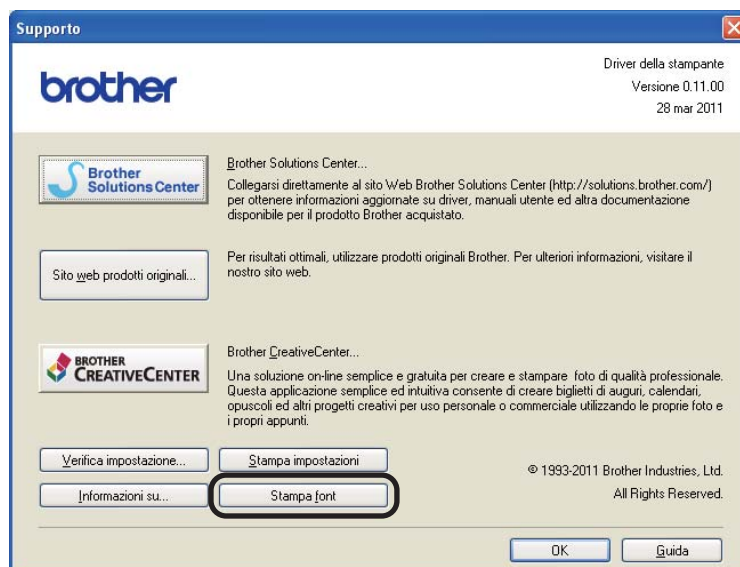 Supporto
brother
Driver della stampante
Versione 0.11.00
28 mar 2011
Brother
Solutions Center
Brother Solutions Center...
Collegarsi direttamente al sito Web Brother Solutions Center (http://solutions.brother.com/)
per ottenere informazioni aggiornate su driver, manuali utente ed altra documentazione
disponibile per il prodotto Brother acquistato.
Sito web prodotti originali...
Per risultati ottimali, utilizzare prodotti originali Brother. Per ulteriori informazioni, visitare il
nostro sito web.
BROTHER
CREATIVECENTER
Brother CreativeCenter...
Una soluzione on-line semplice e gratuita per creare e stampare foto di qualità professionale.
Questa applicazione semplice ed intuitiva consente di creare biglietti di auguri, calendari,
opuscoli ed altri progetti creativi per uso personale o commerciale utilizzando le proprie foto e
i propri appunti.
Verifica impostazione...
Stampa impostazioni
Informazioni su...
Stampa font
© 1993-2011 Brother Industries, Ltd.
All Rights Reserved.
OK
Guida